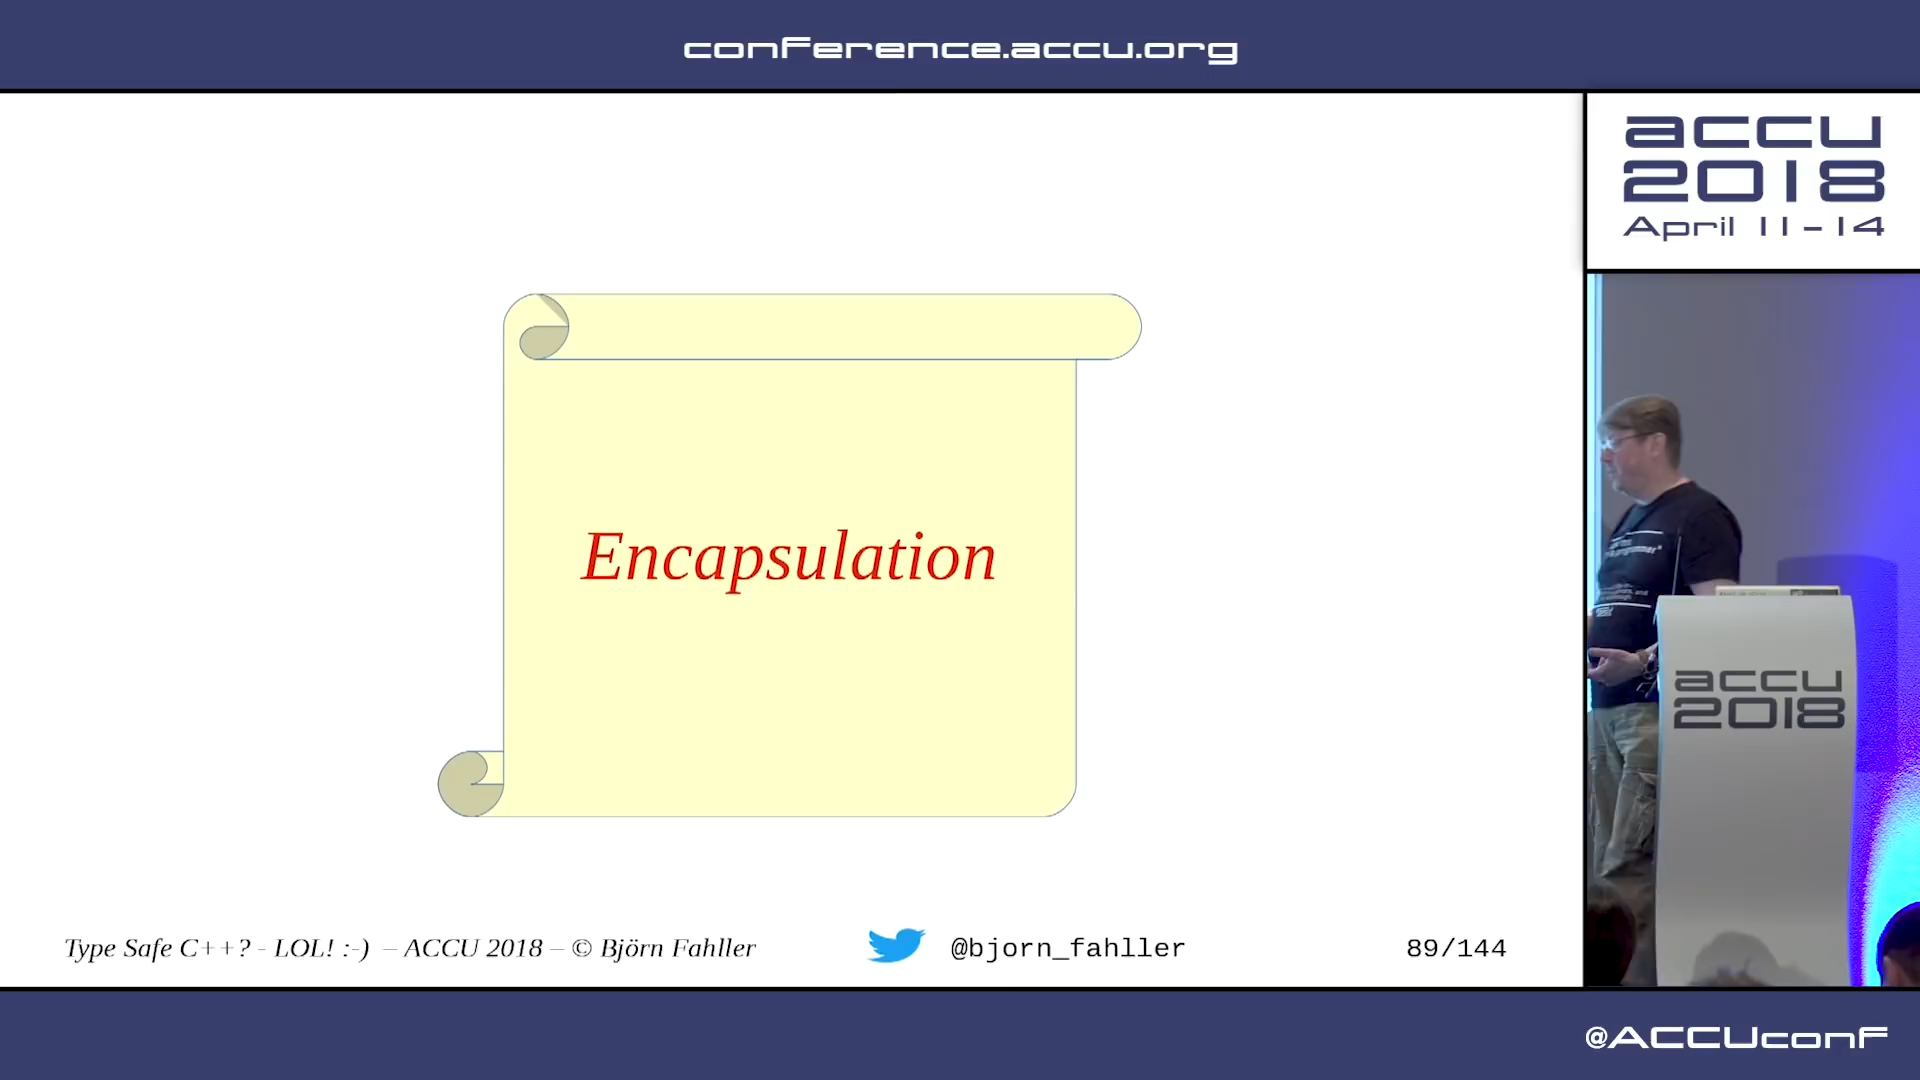 conference.accu.org
accu
2018
April 11-14
Encapsulation
programmer"
accu
2018
Type Safe C++? - LOL! :-) – ACCU 2018 – © Björn Fahller
@bjorn_fahller
89/144
@ACCUconf